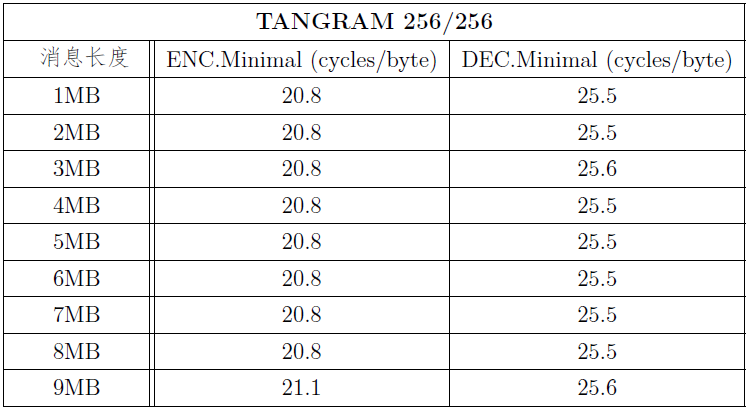 TANGRAM 256/256
消息长度 ENC.Minimal (cycles/byte) DEC.Minimal (cycles/byte)
1MB 20.8 25.5
2MB 20.8 25.5
3MB 20.8 25.6
4MB 20.8 25.5
5MB 20.8 25.5
6MB 20.8 25.5
7MB 20.8 25.5
8MB 20.8 25.5
9MB 21.1 25.6